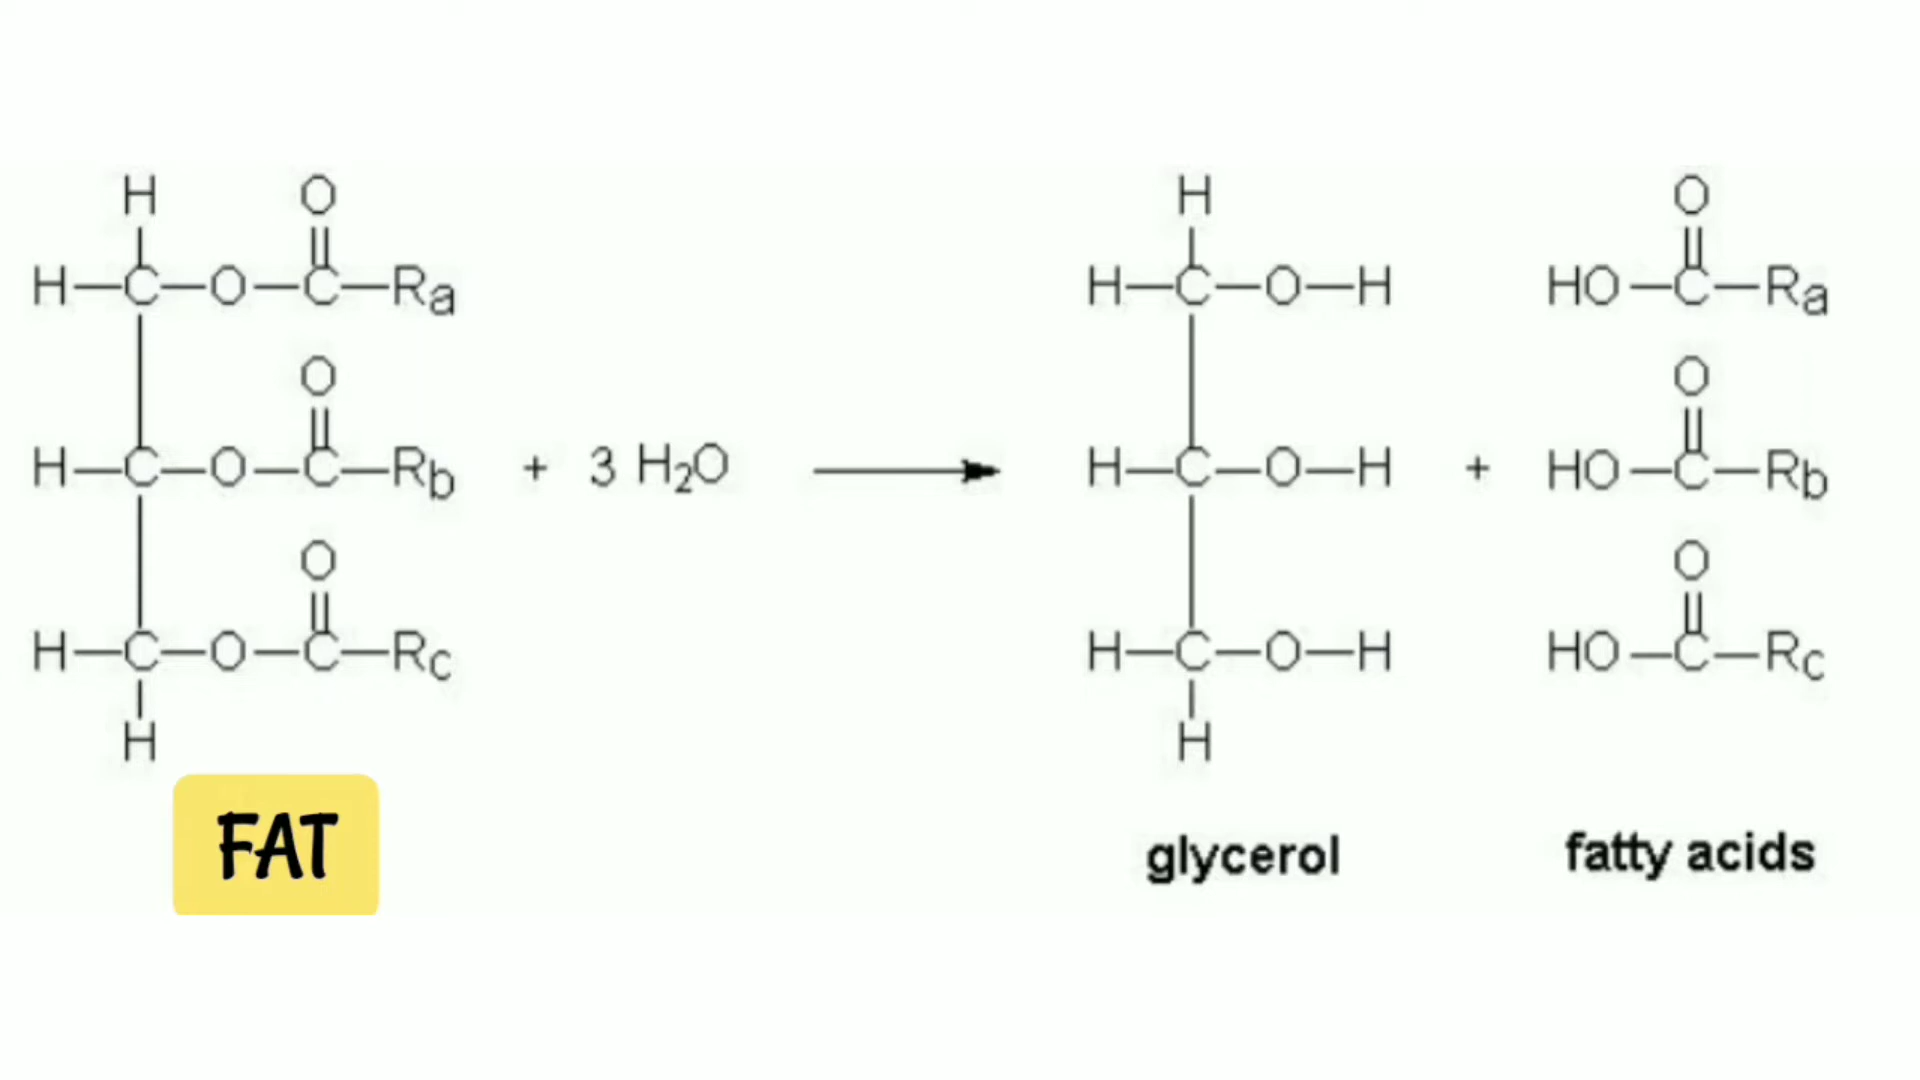 H O H O
H—C—O—C—Ra H—C—O—H HO—C—Ra
O O
H—C—O—C—Rb + 3 H₂O H—C—O—H + HO—C—Rb
O O
H—C—O—C—Rc H—C—O—H HO—C—Rc
H H
FAT glycerol fatty acids